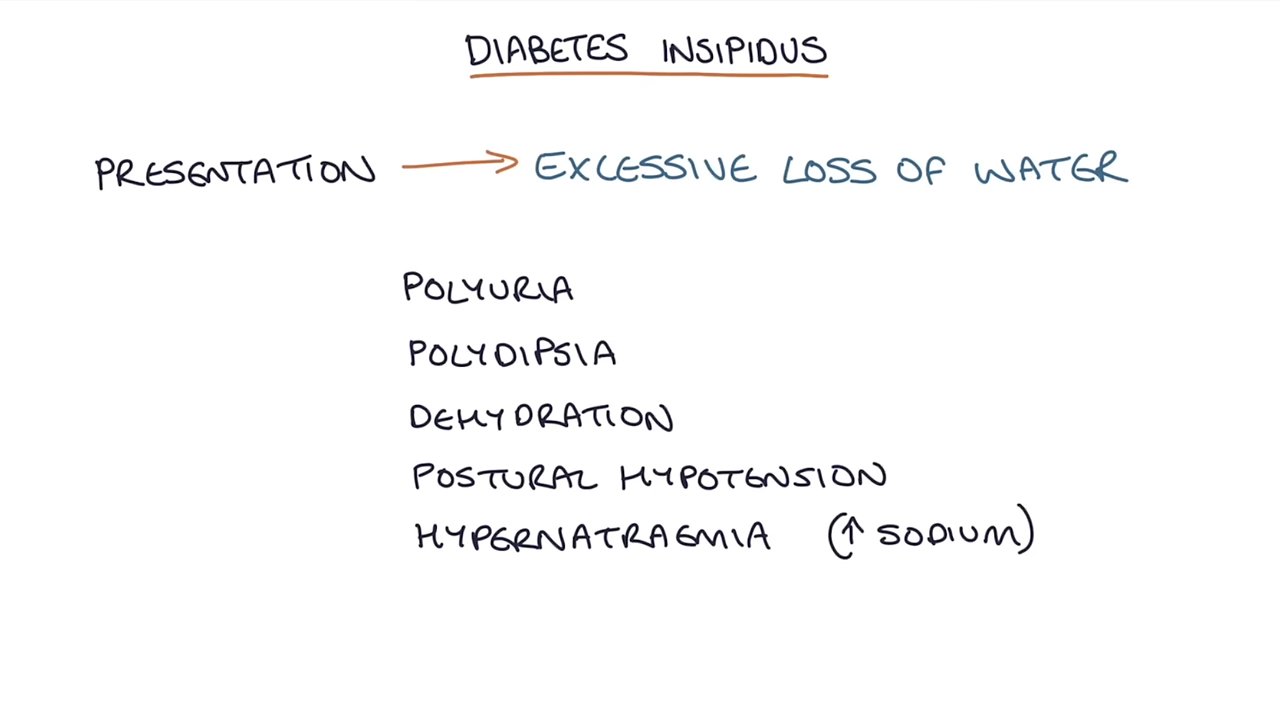 DIABETES INSIPIDUS
PRESENTATION → EXCESSIVE LOSS OF WATER
POLYURIA
POLYDIPSIA
DEHYDRATION
POSTURAL HYPOTENSION
HYPERNATRAEMIA (↑ SODIUM)